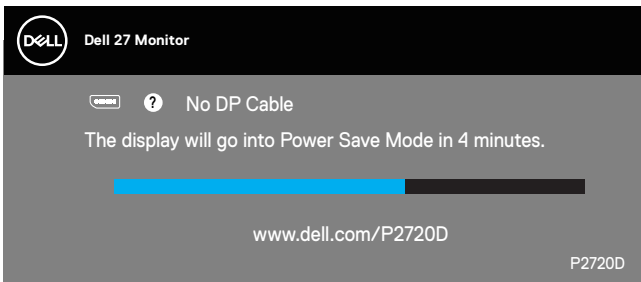 DELL
Dell 27 Monitor
? No DP Cable
The display will go into Power Save Mode in 4 minutes.
www.dell.com/P2720D
P2720D